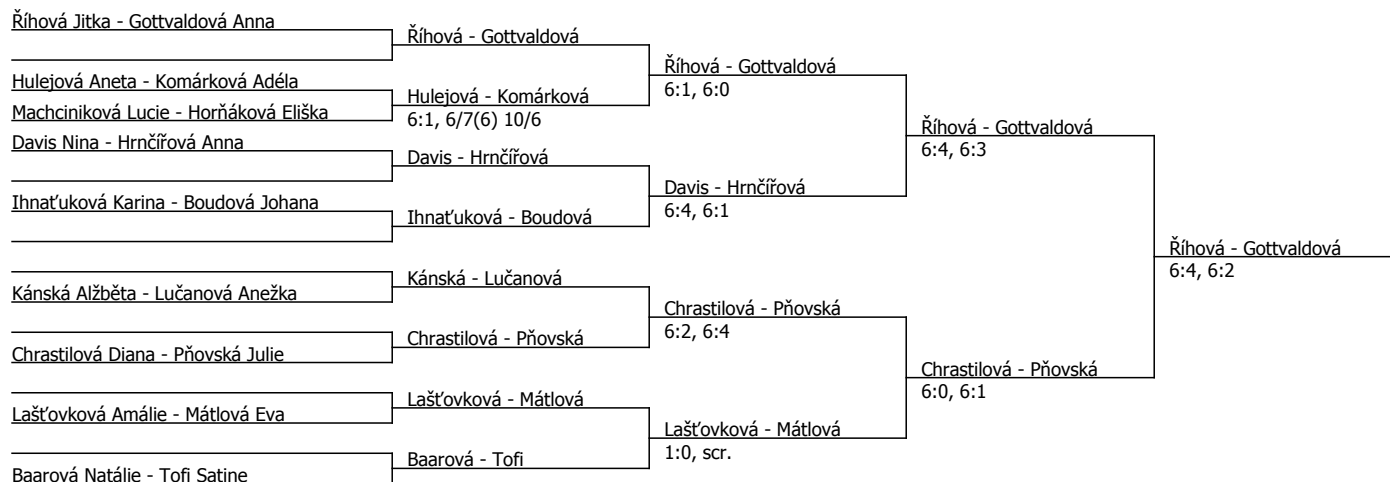 Říhová Jitka - Gottvaldová Anna
Hulejová Aneta - Komárková Adéla
Machciniková Lucie - Horňáková Eliška
Davis Nina - Hrnčířová Anna
Ihnaťuková Karina - Boudová Johana
Kánská Alžběta - Lučanová Anežka
Chrastilová Diana - Pňovská Julie
Lašťovková Amálie - Mátlová Eva
Baarová Natálie - Tofi Satine
Říhová - Gottvaldová
Hulejová - Komárková
6:1, 6/7(6) 10/6
Davis - Hrnčířová
Ihnaťuková - Boudová
Kánská - Lučanová
Chrastilová - Pňovská
Lašťovková - Mátlová
Baarová - Tofi
Říhová - Gottvaldová
6:1, 6:0
Davis - Hrnčířová
6:4, 6:1
Chrastilová - Pňovská
6:2, 6:4
Lašťovková - Mátlová
1:0, scr.
Říhová - Gottvaldová
6:4, 6:3
Chrastilová - Pňovská
6:0, 6:1
Říhová - Gottvaldová
6:4, 6:2